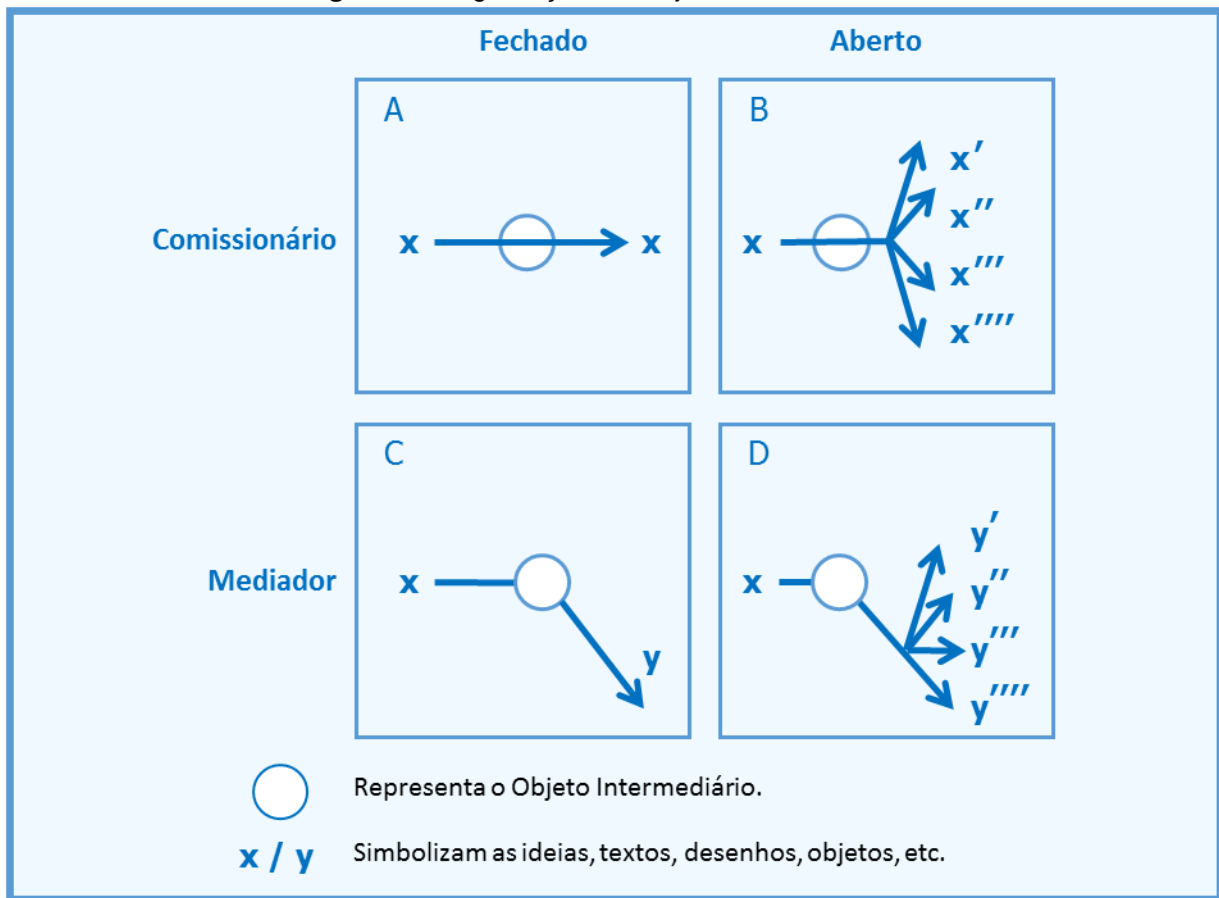 Fechado Aberto
A B
Comissionário
x x
x x′
x″
x‴
x′′′′
C D
Mediador
x y
x y′
y″
y‴
y′′′′
Representa o Objeto Intermediário.
x / y Simbolizam as ideias, textos, desenhos, objetos, etc.